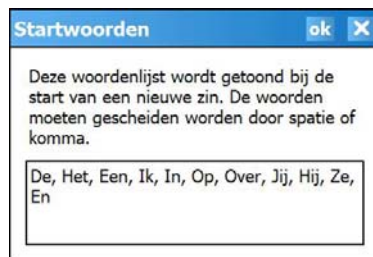 Startwoorden ok X
Deze woordenlijst wordt getoond bij de
start van een nieuwe zin. De woorden
moeten gescheiden worden door spatie of
komma.
De, Het, Een, Ik, In, Op, Over, Jij, Hij, Ze,
En